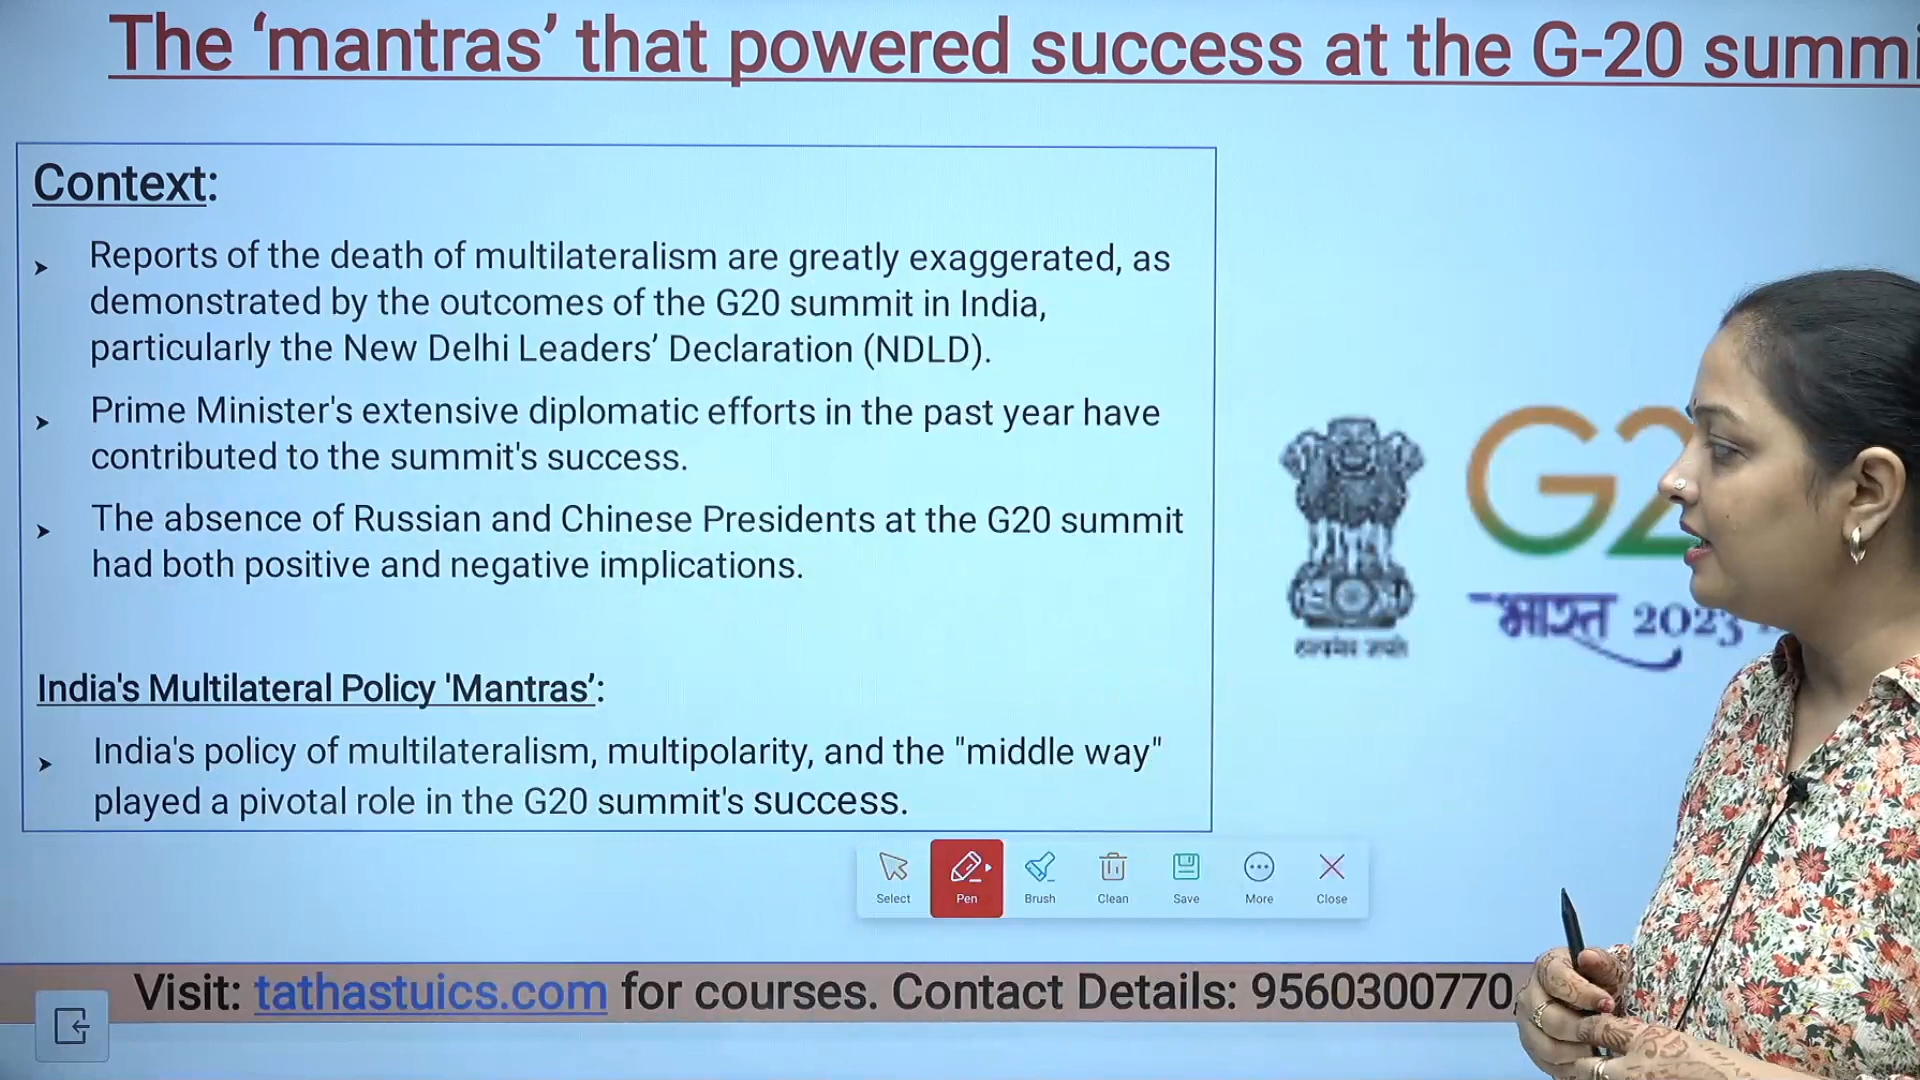 The ‘mantras’ that powered success at the G-20 summi
Context:
➤ Reports of the death of multilateralism are greatly exaggerated, as
demonstrated by the outcomes of the G20 summit in India,
particularly the New Delhi Leaders’ Declaration (NDLD).
➤ Prime Minister's extensive diplomatic efforts in the past year have
contributed to the summit's success.
➤ The absence of Russian and Chinese Presidents at the G20 summit
had both positive and negative implications.
India's Multilateral Policy 'Mantras’:
➤ India's policy of multilateralism, multipolarity, and the "middle way"
played a pivotal role in the G20 summit's success.
G2
भारत 2023
Select Pen Brush Clean Save More Close
Visit: tathastuics.com for courses. Contact Details: 9560300770,